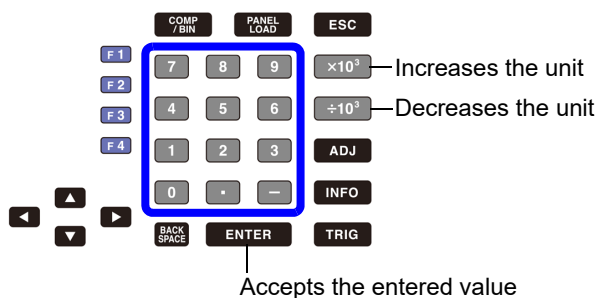 COMP
/ BIN
PANEL
LOAD
ESC
F 1
7 8 9 ×10³ Increases the unit
F 2
4 5 6 ÷10³ Decreases the unit
F 3
F 4
1 2 3 ADJ
0 . − INFO
BACK
SPACE
ENTER TRIG
Accepts the entered value